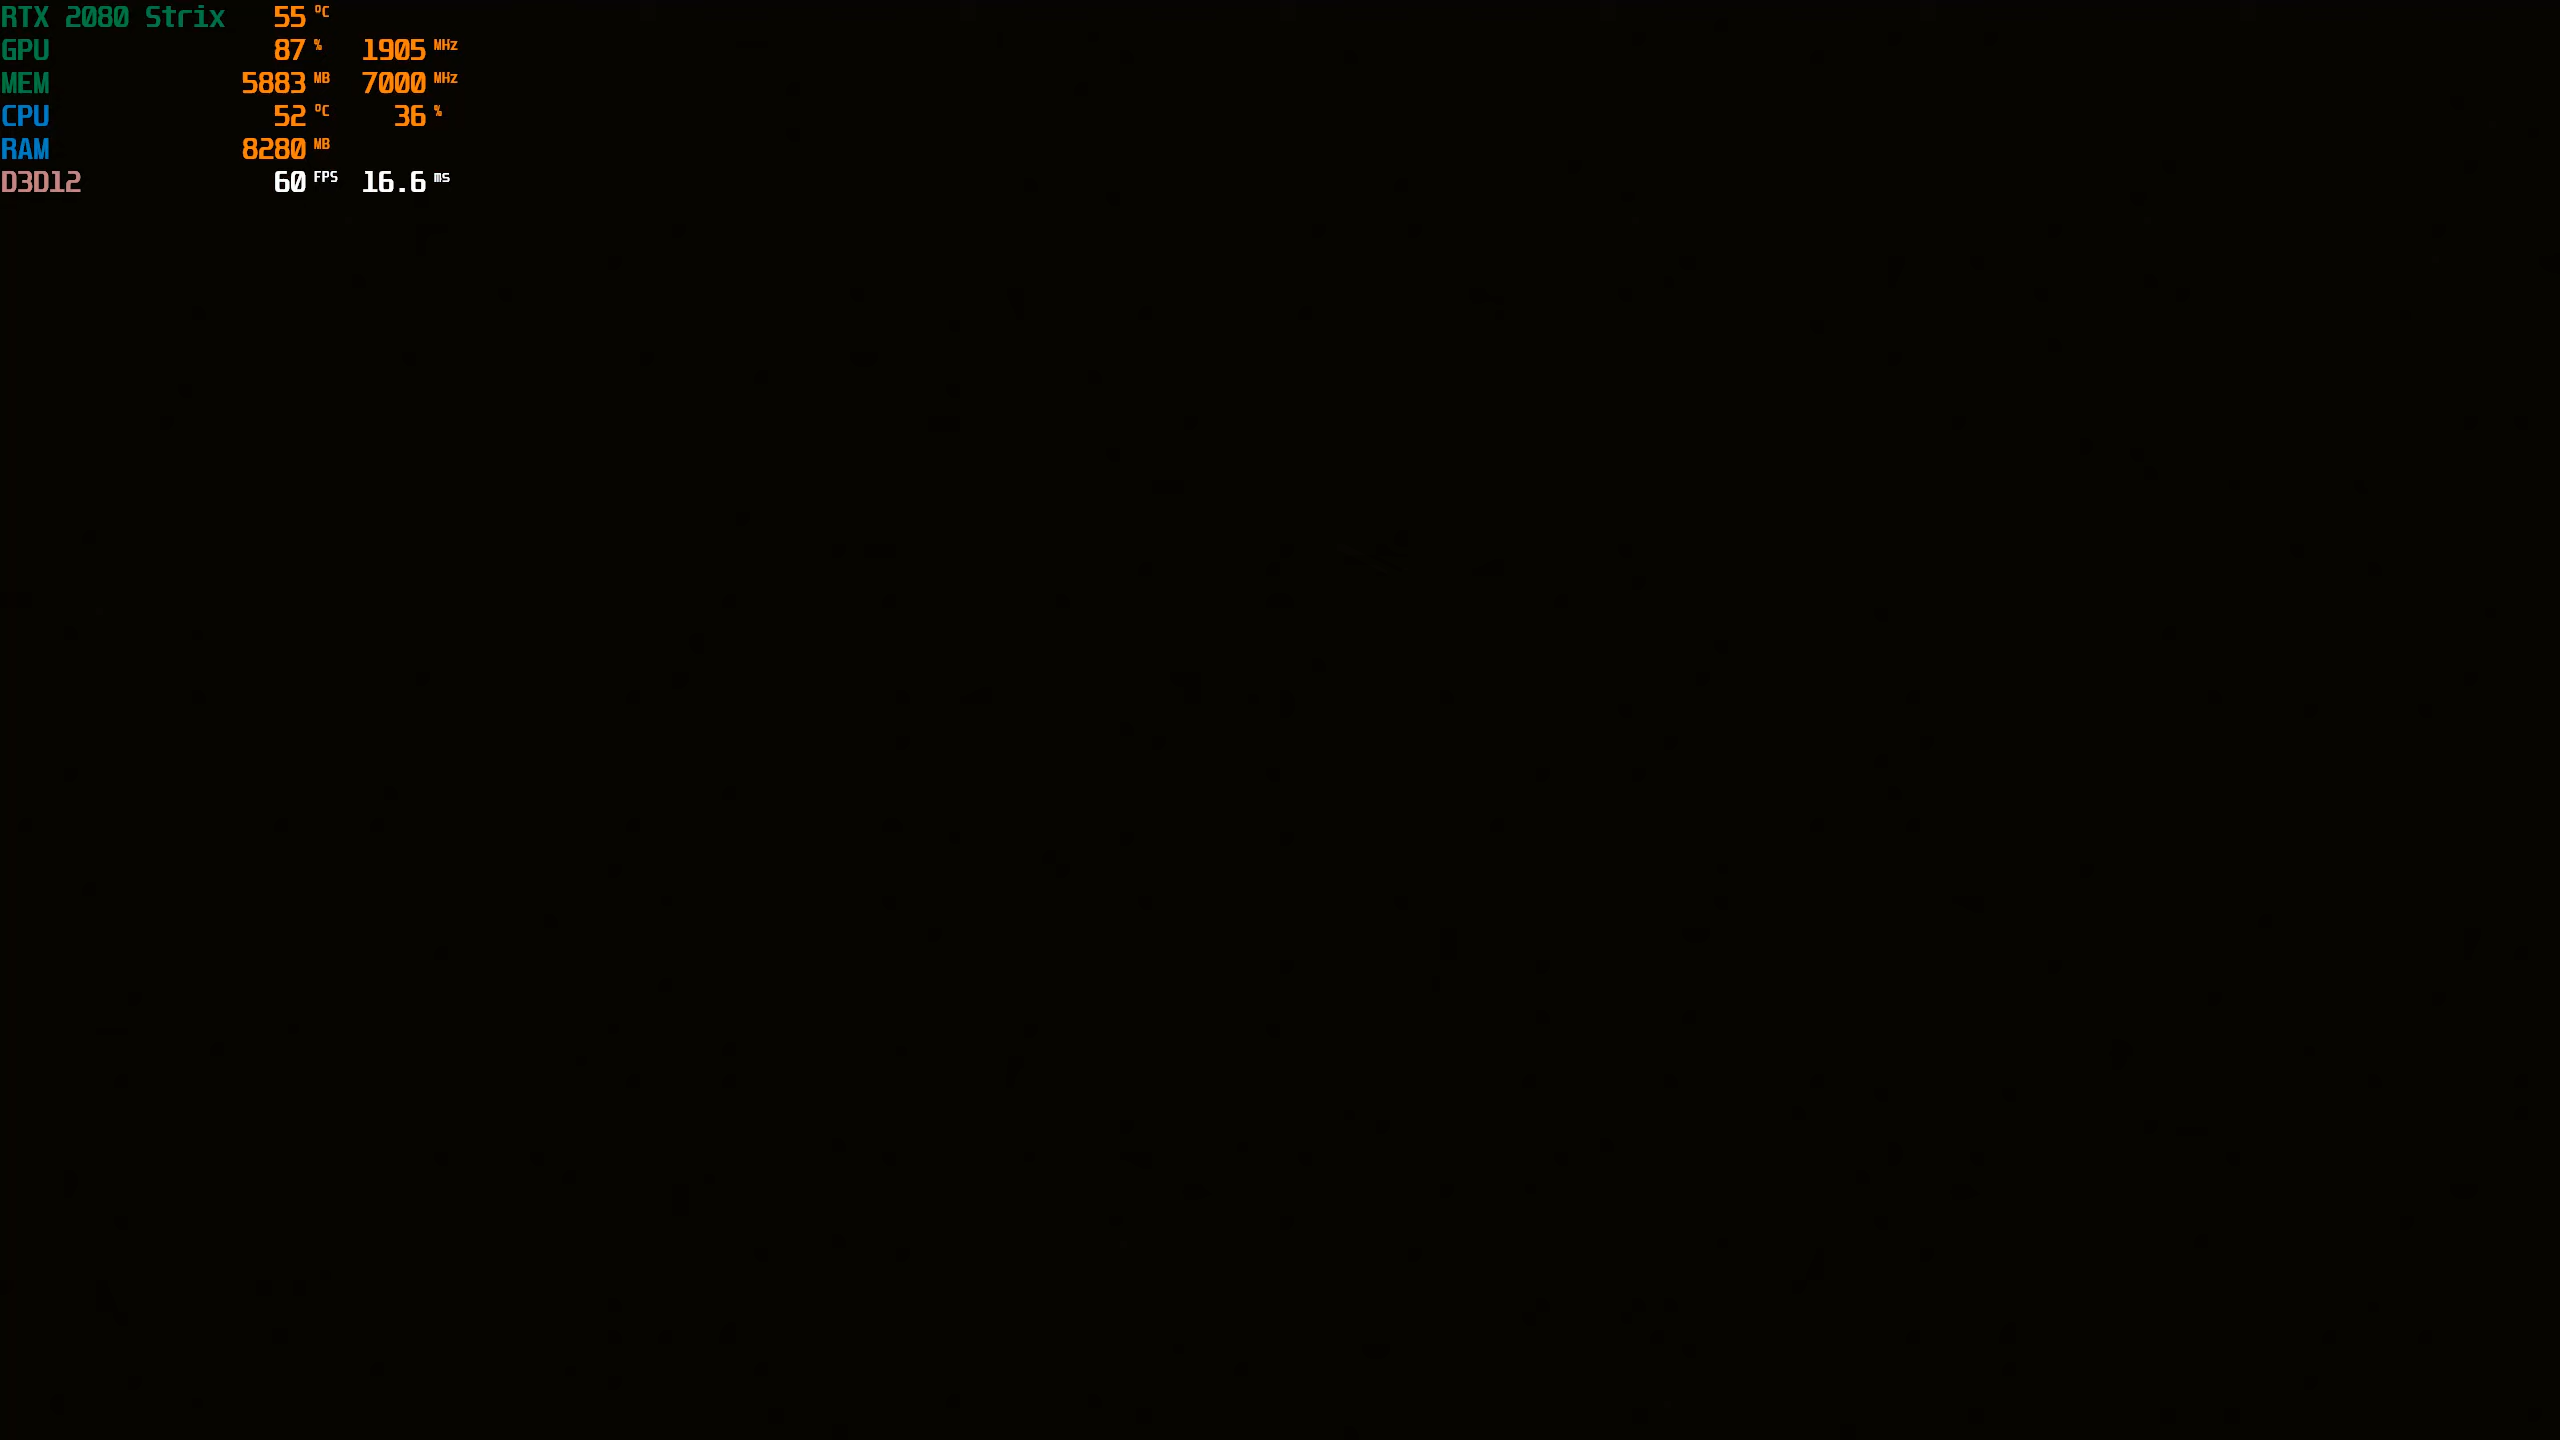 RTX 2080 Strix 55 °C
GPU 87 % 1905 MHz
MEM 5883 MB 7000 MHz
CPU 52 °C 36 %
RAM 8280 MB
D3D12 60 FPS 16.6 ms